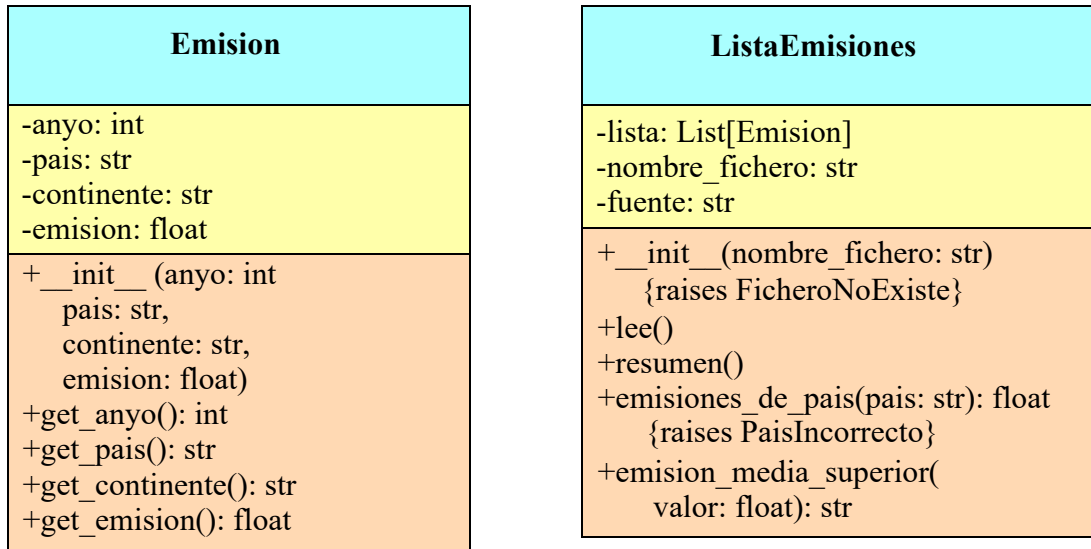 Emision
-anyo: int
-pais: str
-continente: str
-emision: float
+__init__ (anyo: int
pais: str,
continente: str,
emision: float)
+get_anyo(): int
+get_pais(): str
+get_continente(): str
+get_emision(): float
ListaEmisiones
-lista: List[Emision]
-nombre_fichero: str
-fuente: str
+__init__(nombre_fichero: str)
{raises FicheroNoExiste}
+lee()
+resumen()
+emisiones_de_pais(pais: str): float
{raises PaisIncorrecto}
+emision_media_superior(
valor: float): str